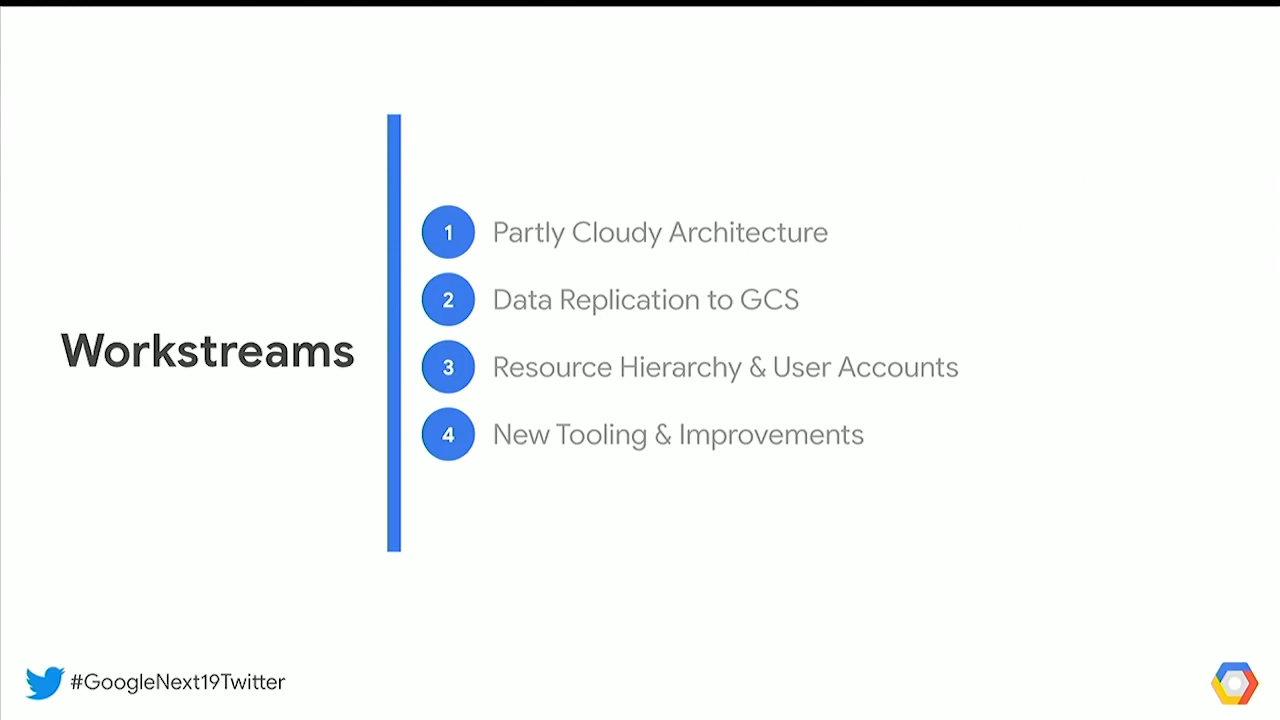 Workstreams
1 Partly Cloudy Architecture
2 Data Replication to GCS
3 Resource Hierarchy & User Accounts
4 New Tooling & Improvements
#GoogleNext19Twitter